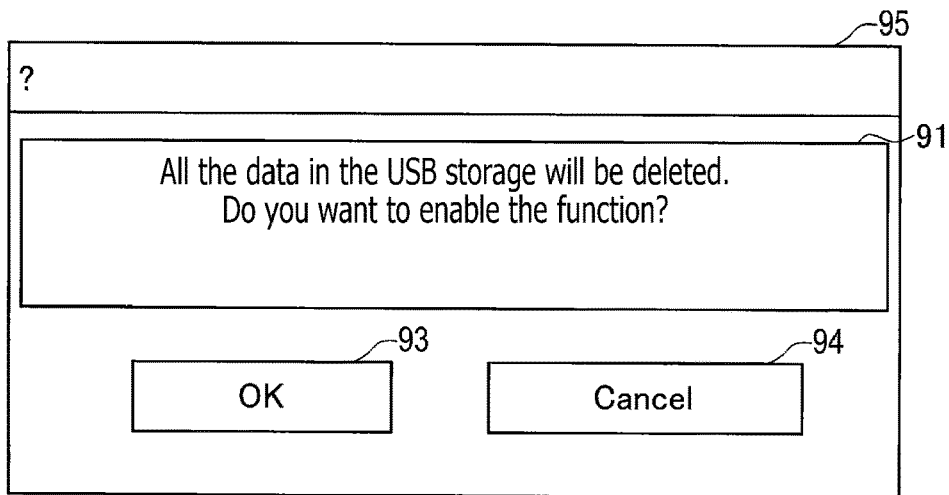 95
?
91
All the data in the USB storage will be deleted.
Do you want to enable the function?
93
94
OK
Cancel